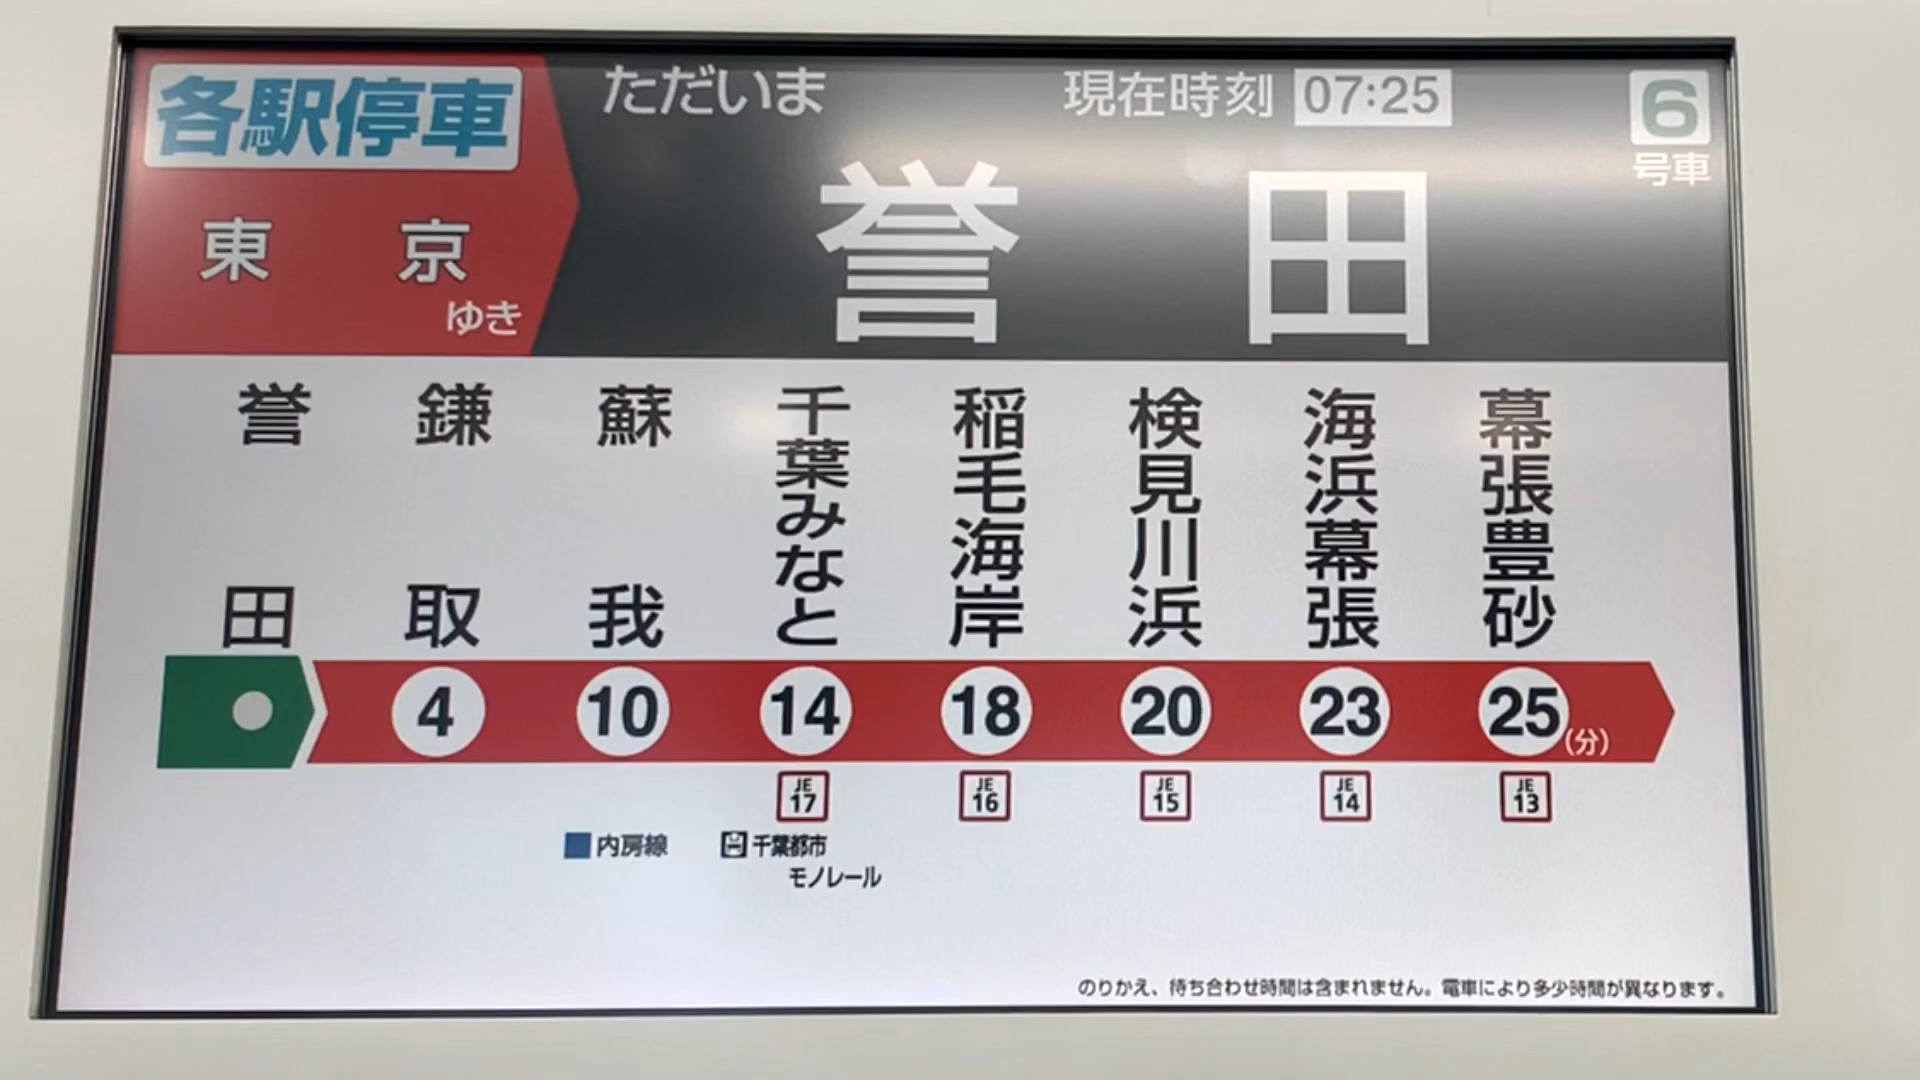 各駅停車
東京
ゆき
ただいま
現在時刻 07:25
6
号車
誉田
誉田
鎌取
蘇我
千葉みなと
稲毛海岸
検見川浜
海浜幕張
幕張豊砂
4 10 14 18 20 23 25(分)
JE 17
JE 16
JE 15
JE 14
JE 13
内房線
千葉都市
モノレール
のりかえ、待ち合わせ時間は含まれません。電車により多少時間が異なります。